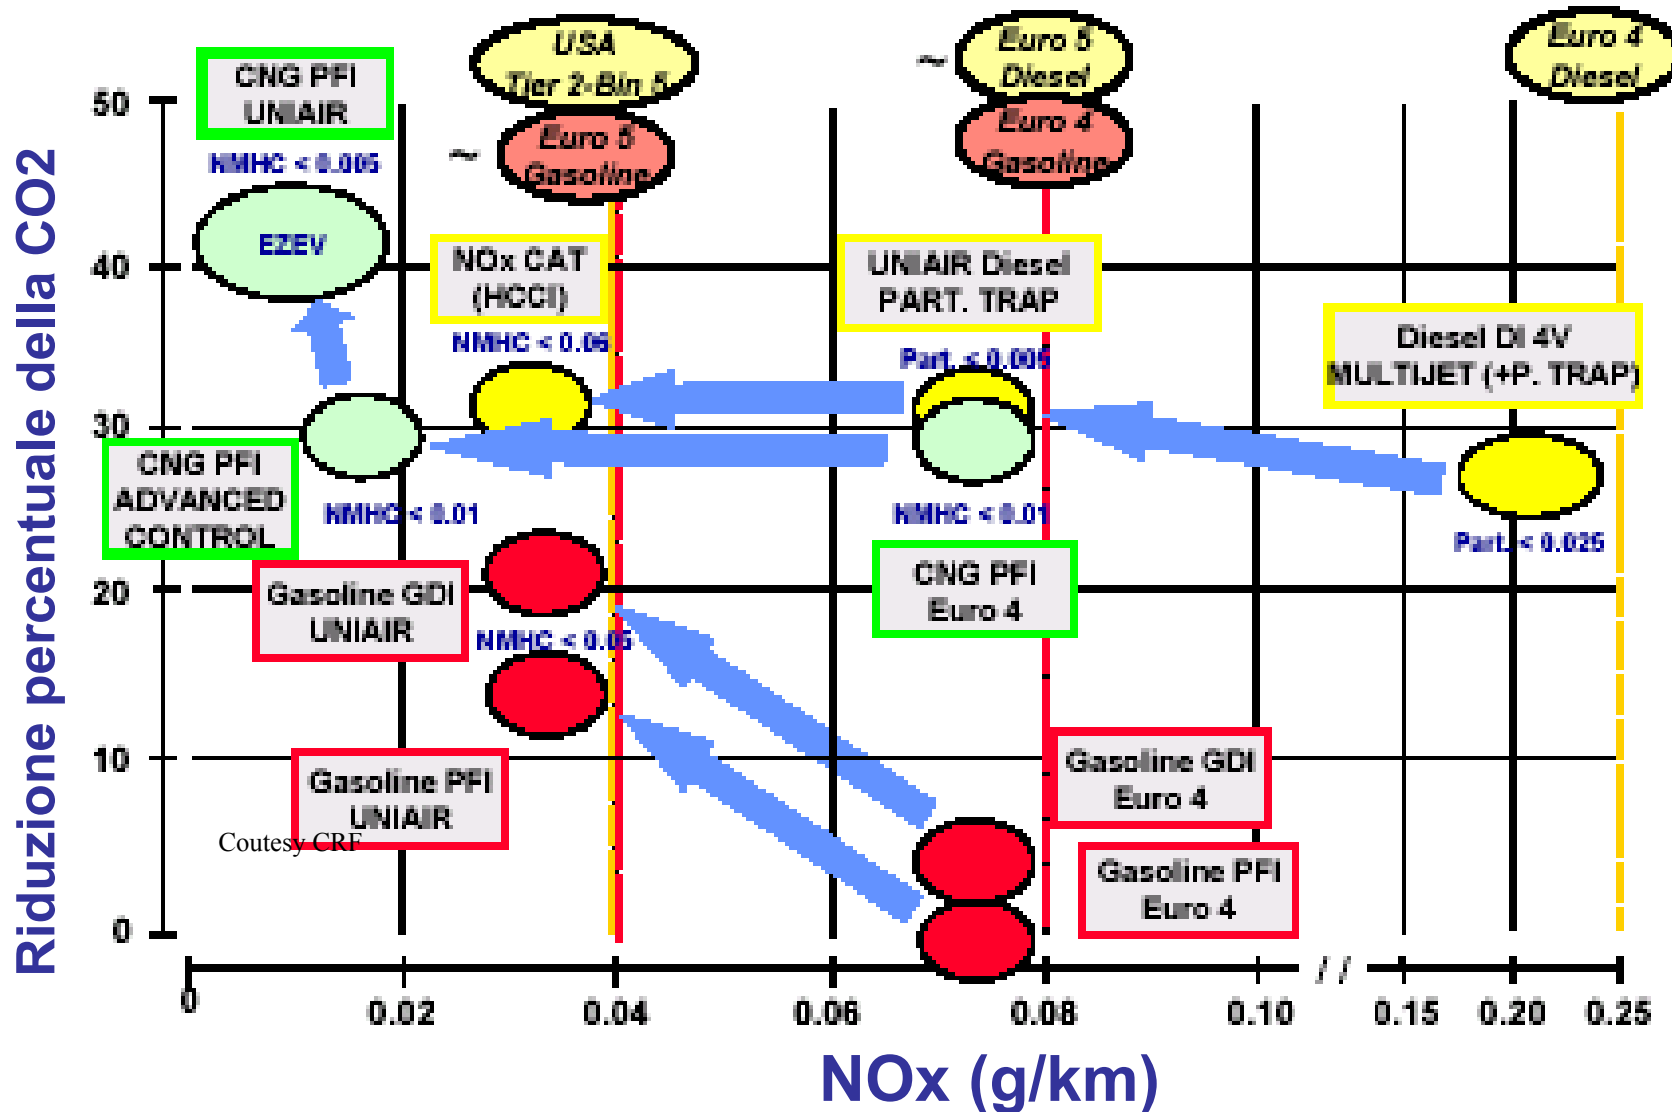 Riduzione percentuale della CO2
USA
Tier 2-Bin 5
~
Euro 5
Gasoline
~
Euro 5
Diesel
Euro 4
Gasoline
Euro 4
Diesel
CNG PFI
UNIAIR
NMHC < 0.005
EZEV
NOx CAT
(HCCI)
NMHC < 0.06
UNIAIR Diesel
PART. TRAP
Part. < 0.005
Diesel DI 4V
MULTIJET (+P. TRAP)
Part. < 0.025
CNG PFI
ADVANCED
CONTROL
NMHC < 0.01
NMHC < 0.01
CNG PFI
Euro 4
Gasoline GDI
UNIAIR
NMHC < 0.05
Gasoline PFI
UNIAIR
Coutesy CRF
Gasoline GDI
Euro 4
Gasoline PFI
Euro 4
50
40
30
20
10
0
0 0.02 0.04 0.06 0.08 0.10 // 0.15 0.20 0.25
NOx (g/km)